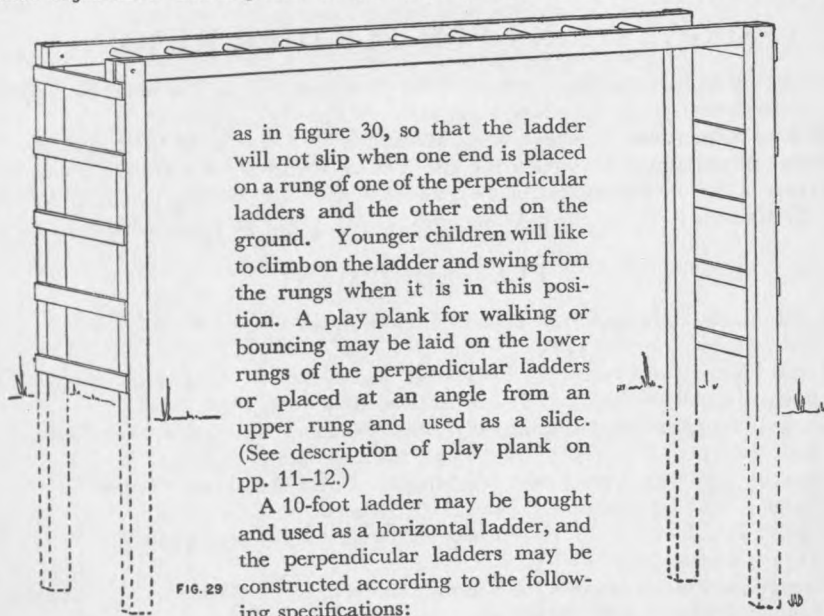 as in figure 30, so that the ladder
will not slip when one end is placed
on a rung of one of the perpendicular
ladders and the other end on the
ground. Younger children will like
to climb on the ladder and swing from
the rungs when it is in this posi-
tion. A play plank for walking or
bouncing may be laid on the lower
rungs of the perpendicular ladders
or placed at an angle from an
upper rung and used as a slide.
(See description of play plank on
pp. 11–12.)
A 10-foot ladder may be bought
and used as a horizontal ladder, and
the perpendicular ladders may be
FIG. 29 constructed according to the follow-
ing specifications: